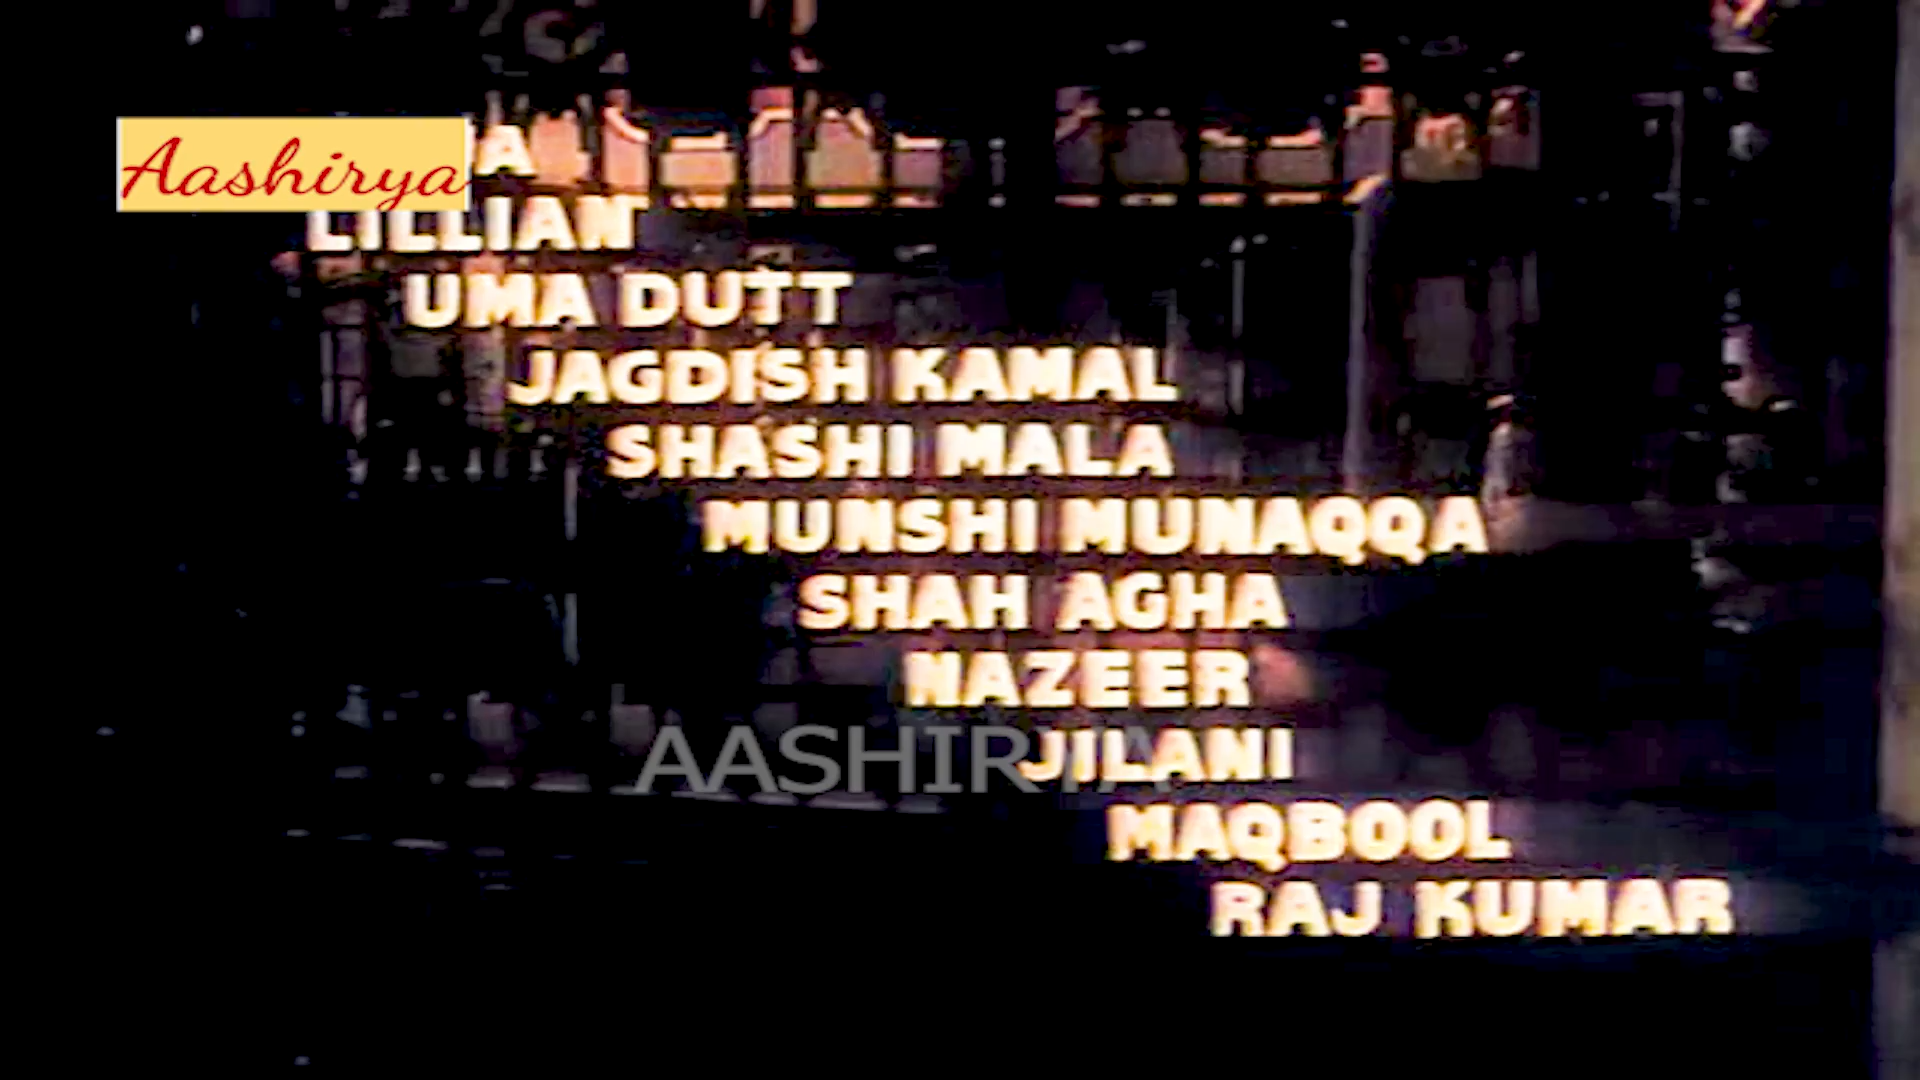 Aashirya
LILLIAN
UMA DUTT
JAGDISH KAMAL
SHASHI MALA
MUNSHI MUNAQQA
SHAH AGHA
NAZEER
AASHIRYA
JILANI
MAQBOOL
RAJ KUMAR